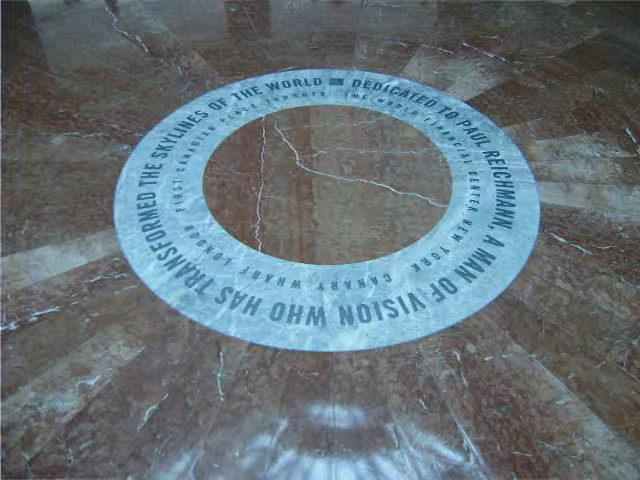 DEDICATED TO PAUL REICHMANN, A MAN OF VISION WHO HAS TRANSFORMED THE SKYLINES OF THE WORLD
THE WORLD FINANCIAL CENTER NEW YORK CANARY WHARF LONDON FIRST CANADIAN PLACE TORONTO